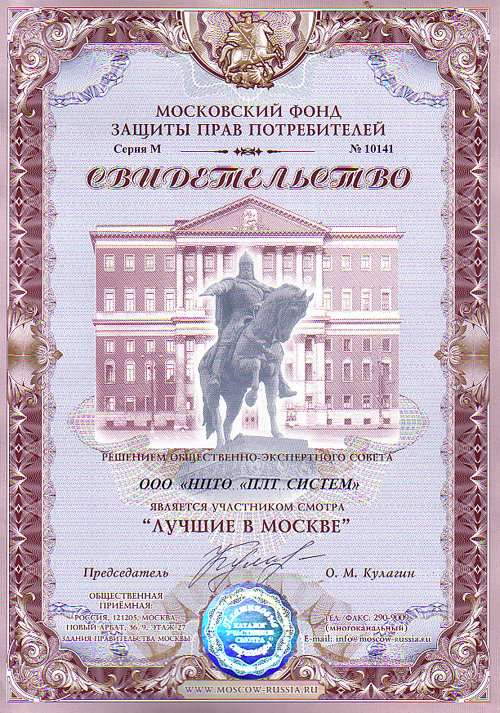 МОСКОВСКИЙ ФОНД
ЗАЩИТЫ ПРАВ ПОТРЕБИТЕЛЕЙ
Серия М № 10141
СВИДЕТЕЛЬСТВО
РЕШЕНИЕМ ОБЩЕСТВЕННО-ЭКСПЕРТНОГО СОВЕТА
ООО «НПТО «ПЛТ СИСТЕМ»
ЯВЛЯЕТСЯ УЧАСТНИКОМ СМОТРА
“ЛУЧШИЕ В МОСКВЕ”
Председатель О. М. Кулагин
ОБЩЕСТВЕННАЯ
ПРИЁМНАЯ:
РОССИЯ, 121205, МОСКВА,
НОВЫЙ АРБАТ, 36/9, ЭТАЖ 27
ЗДАНИЯ ПРАВИТЕЛЬСТВА МОСКВЫ
ТЕЛ. ФАКС: 290-9009
(многоканальный)
E-mail: info@moscow-russia.ru
WWW.MOSCOW-RUSSIA.RU